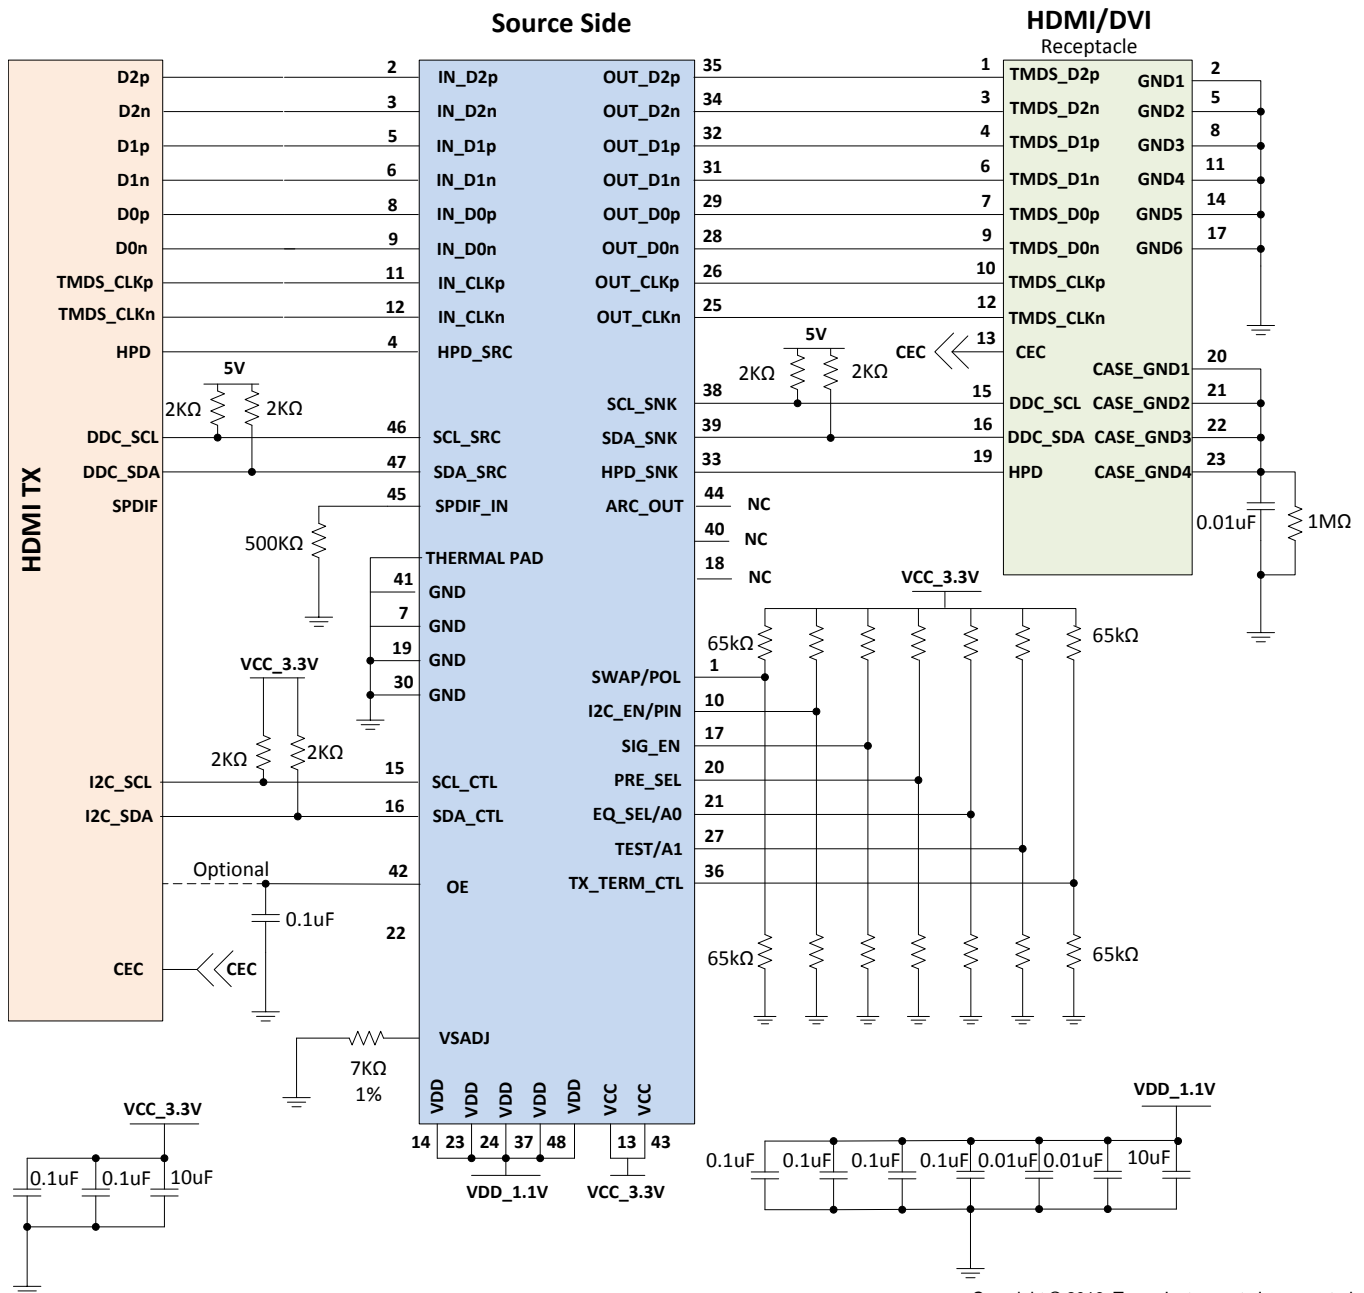 Source Side
HDMI/DVI
Receptacle
HDMI TX
D2p
D2n
D1p
D1n
D0p
D0n
TMDS_CLKp
TMDS_CLKn
HPD
DDC_SCL
DDC_SDA
SPDIF
I2C_SCL
I2C_SDA
CEC
CEC
5V
2KΩ
2KΩ
500KΩ
VCC_3.3V
2KΩ
2KΩ
Optional
0.1uF
7KΩ
1%
2 IN_D2p
3 IN_D2n
5 IN_D1p
6 IN_D1n
8 IN_D0p
9 IN_D0n
11 IN_CLKp
12 IN_CLKn
4 HPD_SRC
46 SCL_SRC
47 SDA_SRC
45 SPDIF_IN
THERMAL PAD
41 GND
7 GND
19 GND
30 GND
15 SCL_CTL
16 SDA_CTL
42 OE
22
VSADJ
VDD VDD VDD VDD VDD VCC VCC
14 23 24 37 48 13 43
VDD_1.1V
VCC_3.3V
OUT_D2p 35
OUT_D2n 34
OUT_D1p 32
OUT_D1n 31
OUT_D0p 29
OUT_D0n 28
OUT_CLKp 26
OUT_CLKn 25
SCL_SNK 38
SDA_SNK 39
HPD_SNK 33
ARC_OUT 44 NC
40 NC
18 NC
SWAP/POL 1
I2C_EN/PIN 10
SIG_EN 17
PRE_SEL 20
EQ_SEL/A0 21
TEST/A1 27
TX_TERM_CTL 36
5V
2KΩ
2KΩ
VCC_3.3V
65kΩ
65kΩ
65kΩ
65kΩ
1 TMDS_D2p
3 TMDS_D2n
4 TMDS_D1p
6 TMDS_D1n
7 TMDS_D0p
9 TMDS_D0n
10 TMDS_CLKp
12 TMDS_CLKn
CEC 13 CEC
15 DDC_SCL
16 DDC_SDA
19 HPD
GND1 2
GND2 5
GND3 8
GND4 11
GND5 14
GND6 17
CASE_GND1 20
CASE_GND2 21
CASE_GND3 22
CASE_GND4 23
0.01uF
1MΩ
VCC_3.3V
0.1uF 0.1uF 10uF
VDD_1.1V
0.1uF 0.1uF 0.1uF 0.1uF 0.01uF 0.01uF 10uF